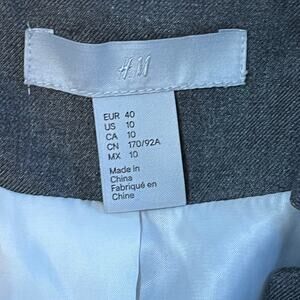 H&M
EUR 40
US 10
CA 10
CN 170/92A
MX 10
Made in
China
Fabriqué en
Chine